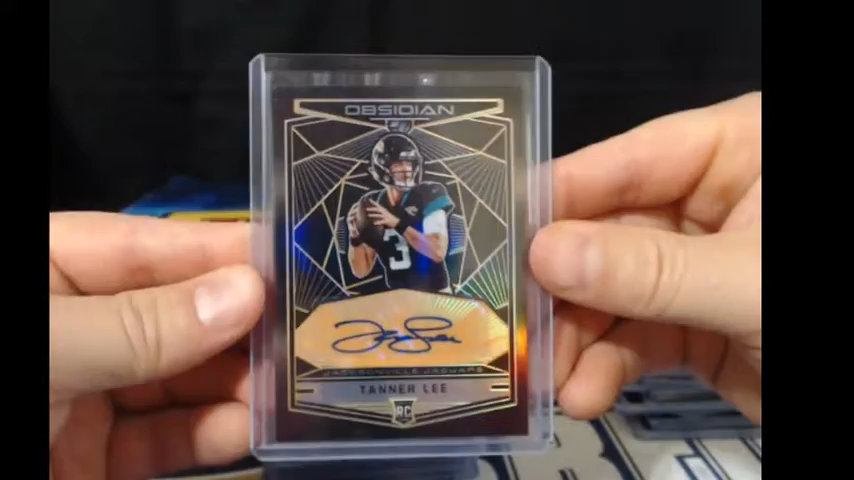 OBSIDIAN
3
JACKSONVILLE JAGUARS
TANNER LEE
RC